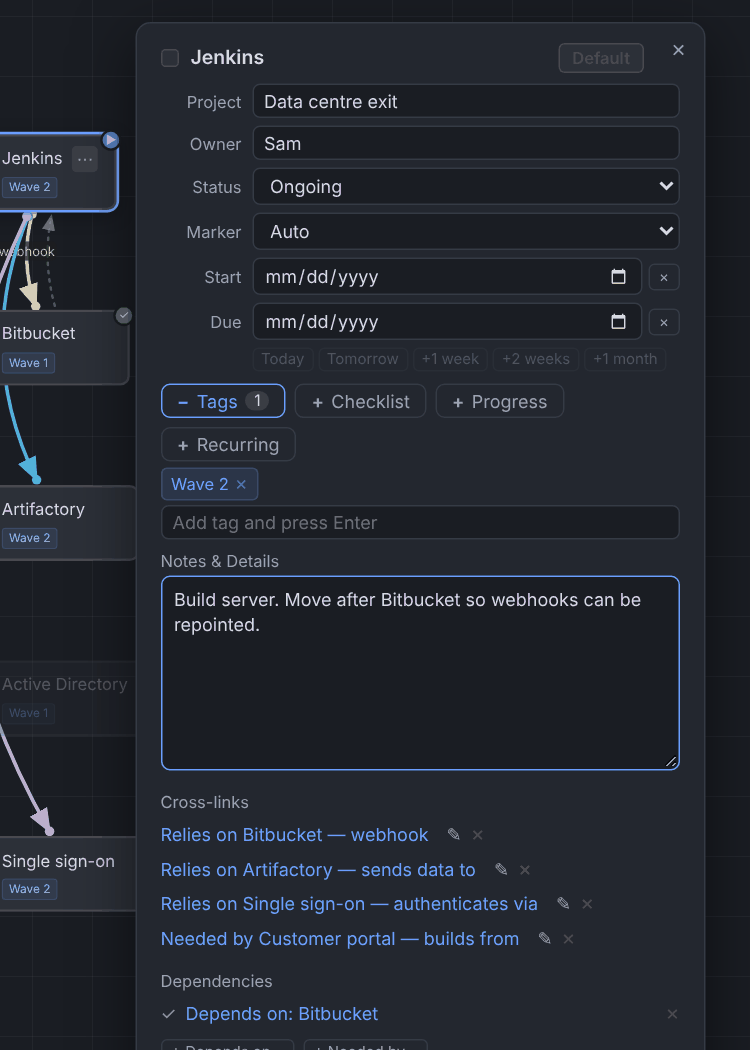 Jenkins
Default
×
Project
Data centre exit
Owner
Sam
Status
Ongoing
Marker
Auto
Start
mm/dd/yyyy
×
Due
mm/dd/yyyy
×
Today
Tomorrow
+1 week
+2 weeks
+1 month
− Tags 1
+ Checklist
+ Progress
+ Recurring
Wave 2 ×
Add tag and press Enter
Notes & Details
Build server. Move after Bitbucket so webhooks can be
repointed.
Cross-links
Relies on Bitbucket — webhook ✎ ×
Relies on Artifactory — sends data to ✎ ×
Relies on Single sign-on — authenticates via ✎ ×
Needed by Customer portal — builds from ✎ ×
Dependencies
✓ Depends on: Bitbucket ×
+ Depends on
+ Needed by
Jenkins ...
Wave 2
webhook
Bitbucket
Wave 1
Artifactory
Wave 2
Active Directory
Wave 1
Single sign-on
Wave 2